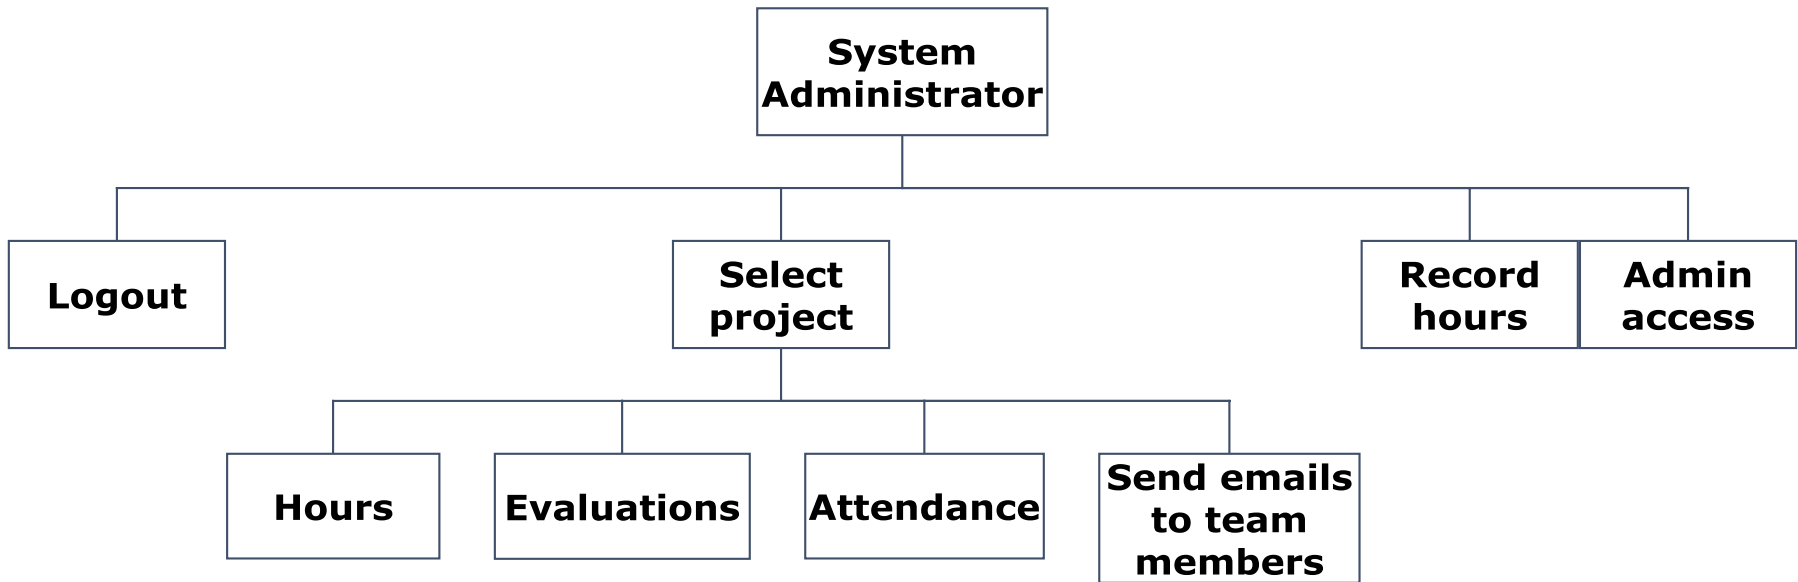 System
Administrator
Logout
Select
project
Record
hours
Admin
access
Hours
Evaluations
Attendance
Send emails
to team
members